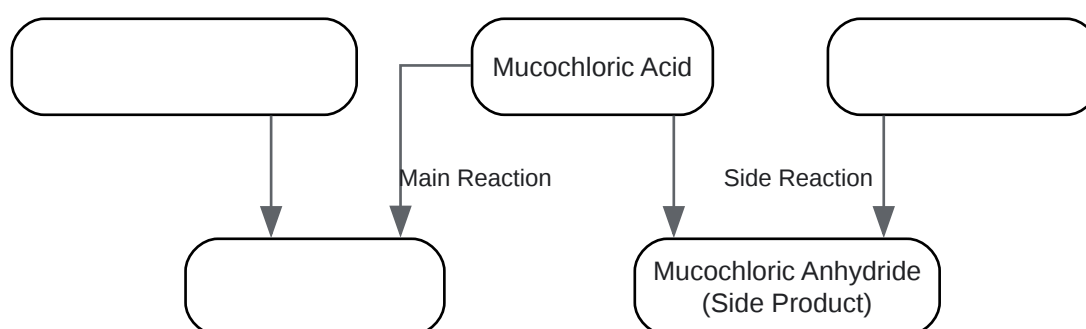 Mucochloric Acid
Main Reaction
Side Reaction
Mucochloric Anhydride
(Side Product)